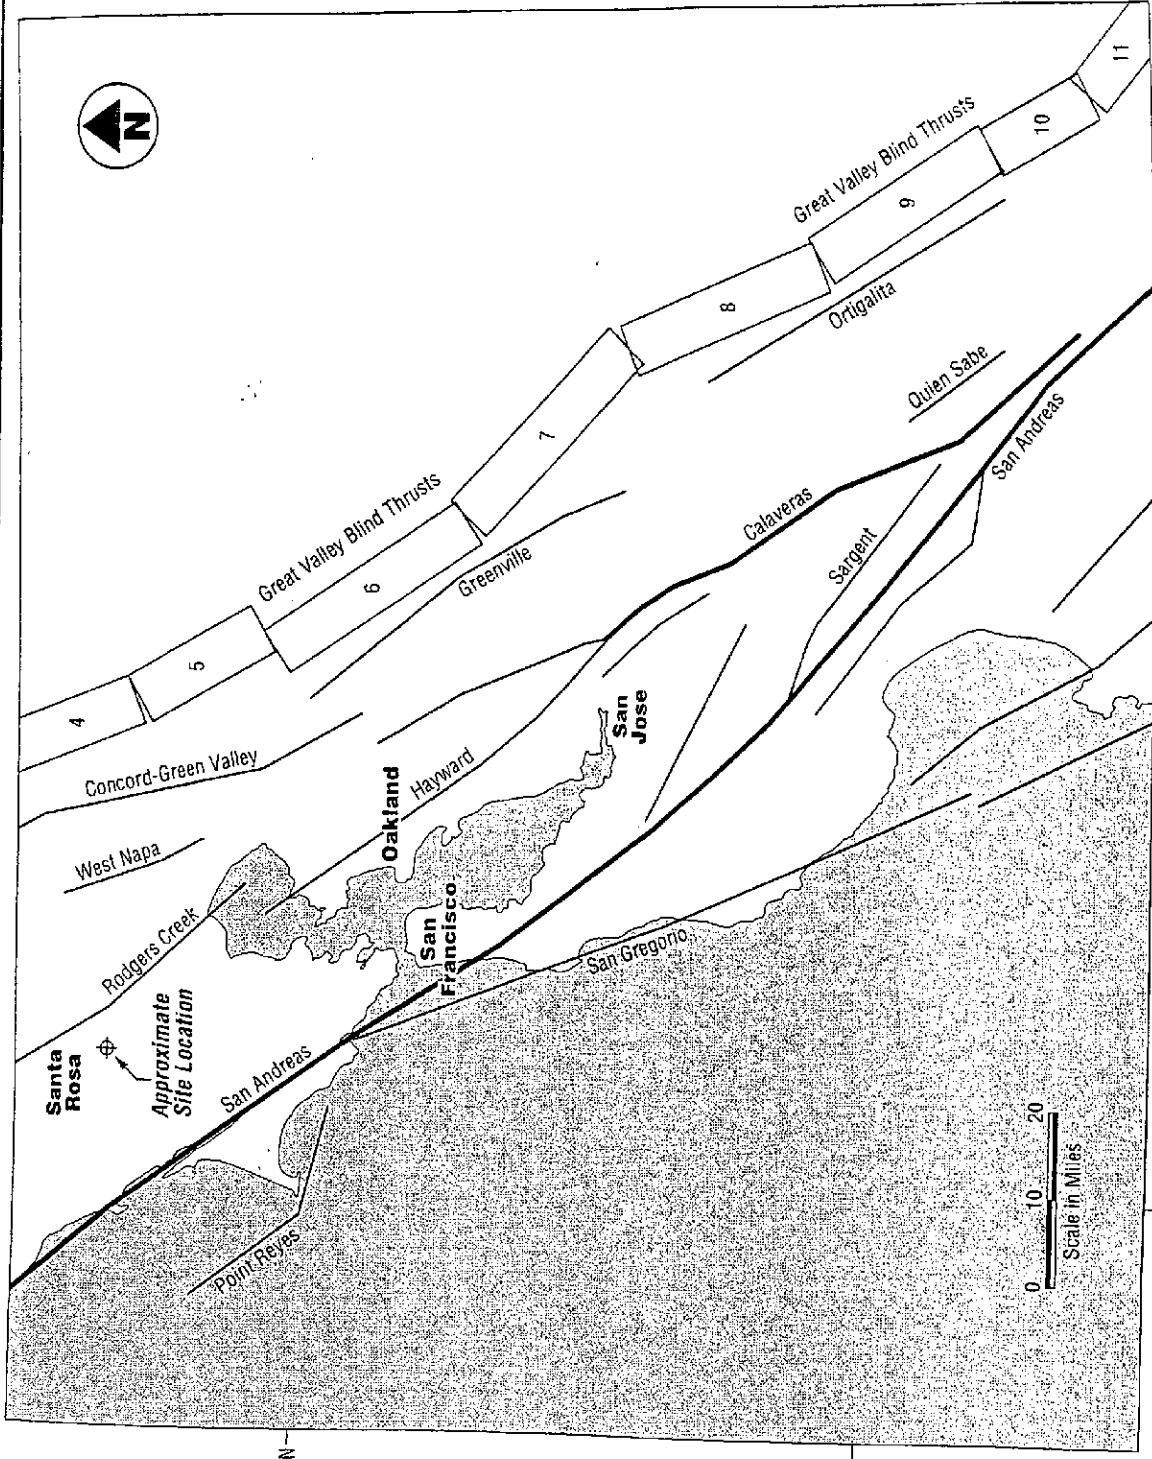 N
11
10
Great Valley Blind Thrusts
9
8
Ortigalita
Quien Sabe
San Andreas
7
Great Valley Blind Thrusts
6
Greenville
Calaveras
Sargent
5
4
Concord-Green Valley
Hayward
San
Jose
Oakland
West Napa
Rodgers Creek
San
Francisco
San Gregorio
Santa
Rosa
Approximate
Site Location
San Andreas
Point Reyes
0 10 20
Scale in Miles
N